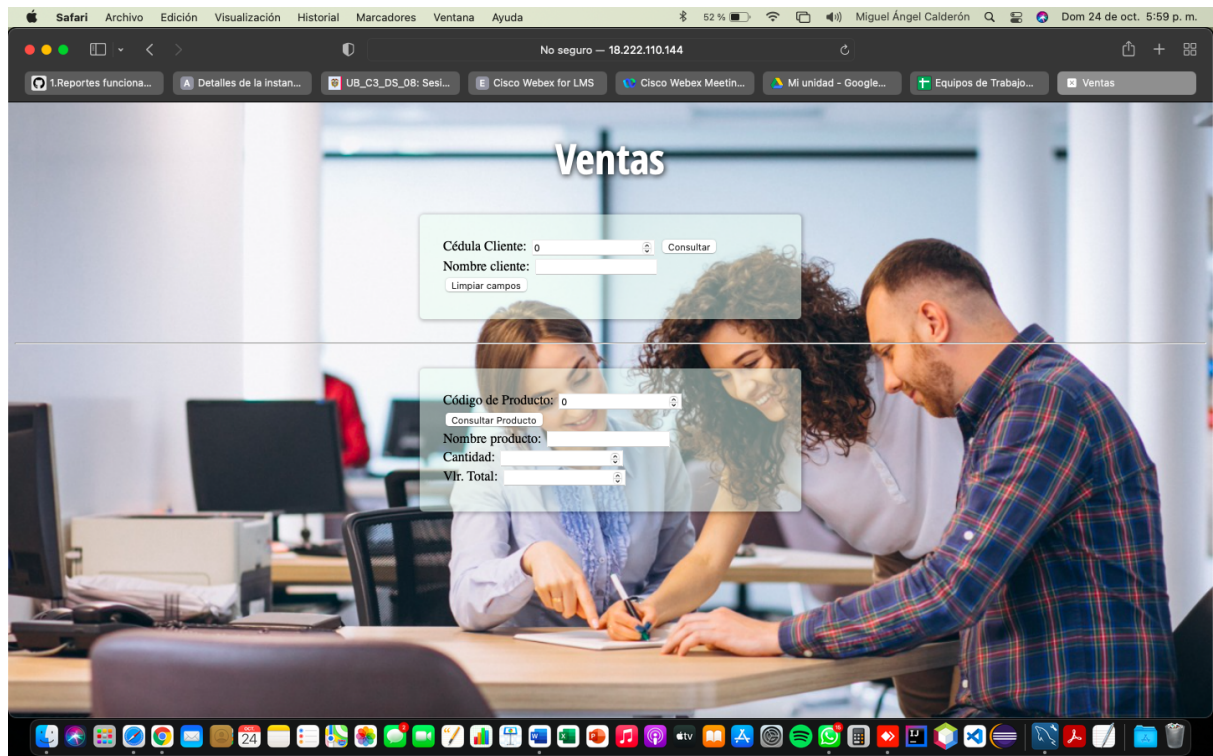 Safari Archivo Edición Visualización Historial Marcadores Ventana Ayuda 52 % Miguel Ángel Calderón Dom 24 de oct. 5:59 p. m.
No seguro — 18.222.110.144
1.Reportes funciona... Detalles de la instan... UB_C3_DS_08: Sesi... Cisco Webex for LMS Cisco Webex Meetin... Mi unidad - Google... Equipos de Trabajo... Ventas
Ventas
Cédula Cliente: 0 Consultar
Nombre cliente:
Limpiar campos
Código de Producto: 0
Consultar Producto
Nombre producto:
Cantidad:
Vlr. Total:
OCT 24 tv